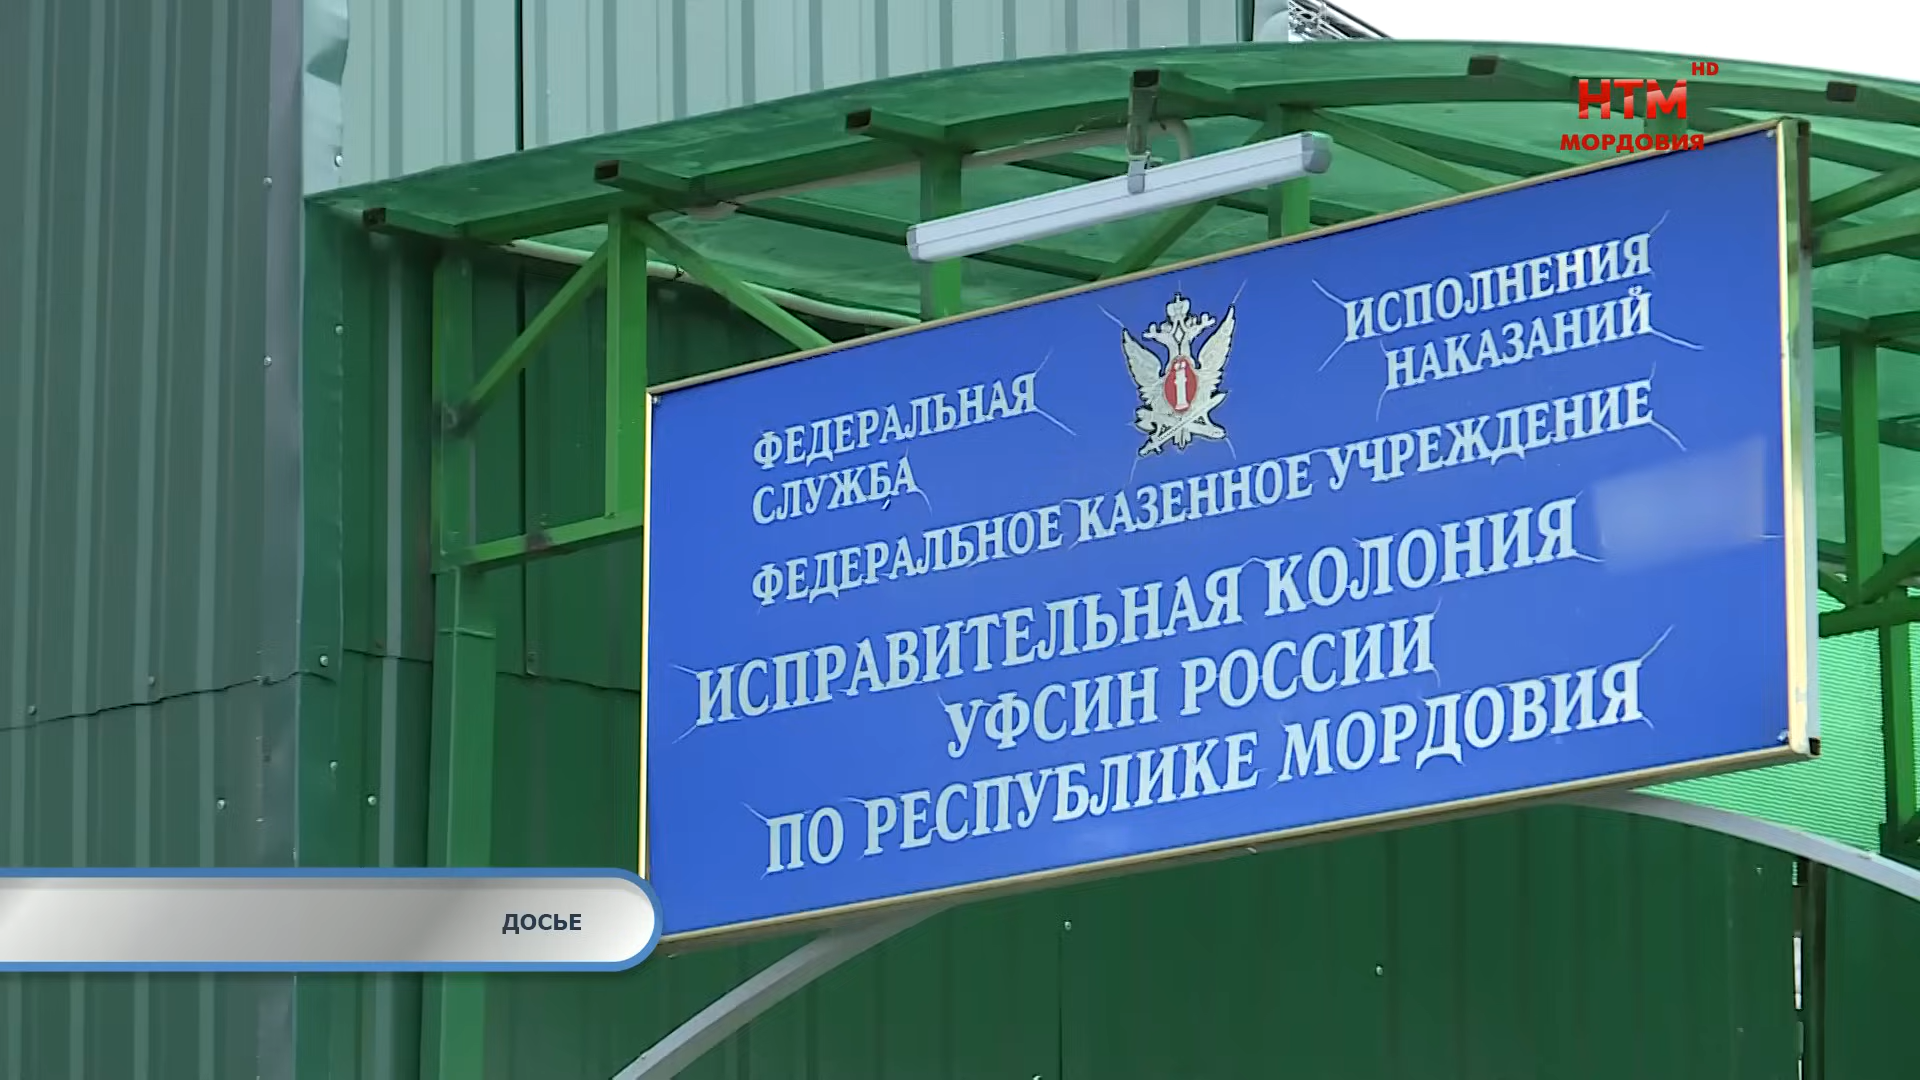 HD
НТМ
МОРДОВИЯ
ФЕДЕРАЛЬНАЯ
СЛУЖБА
ИСПОЛНЕНИЯ
НАКАЗАНИЙ
ФЕДЕРАЛЬНОЕ КАЗЕННОЕ УЧРЕЖДЕНИЕ
ИСПРАВИТЕЛЬНАЯ КОЛОНИЯ
УФСИН РОССИИ
ПО РЕСПУБЛИКЕ МОРДОВИЯ
ДОСЬЕ